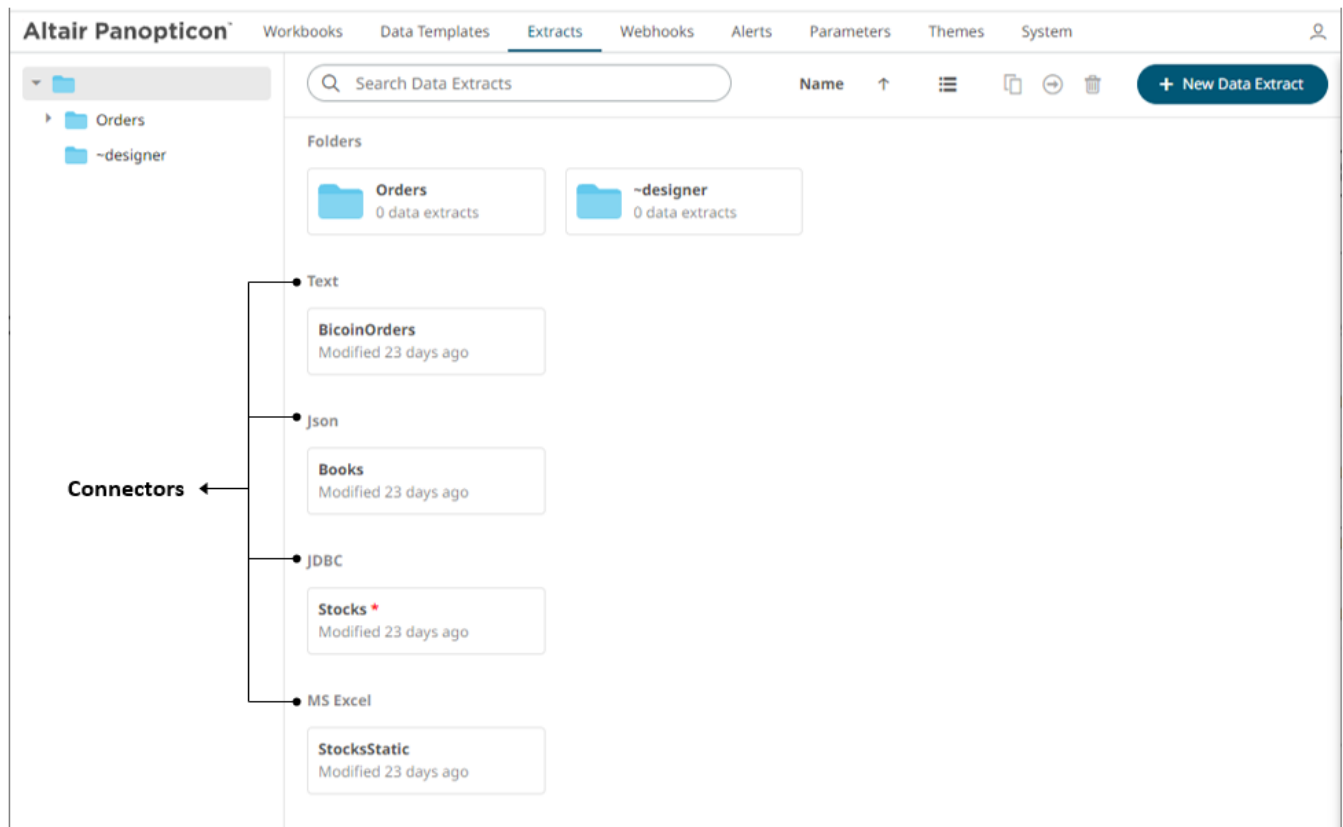 Altair Panopticon™
Workbooks Data Templates Extracts Webhooks Alerts Parameters Themes System
Search Data Extracts
Name
+ New Data Extract
Orders
~designer
Folders
Orders
0 data extracts
~designer
0 data extracts
Text
BicoinOrders
Modified 23 days ago
Json
Books
Modified 23 days ago
Connectors
JDBC
Stocks *
Modified 23 days ago
MS Excel
StocksStatic
Modified 23 days ago